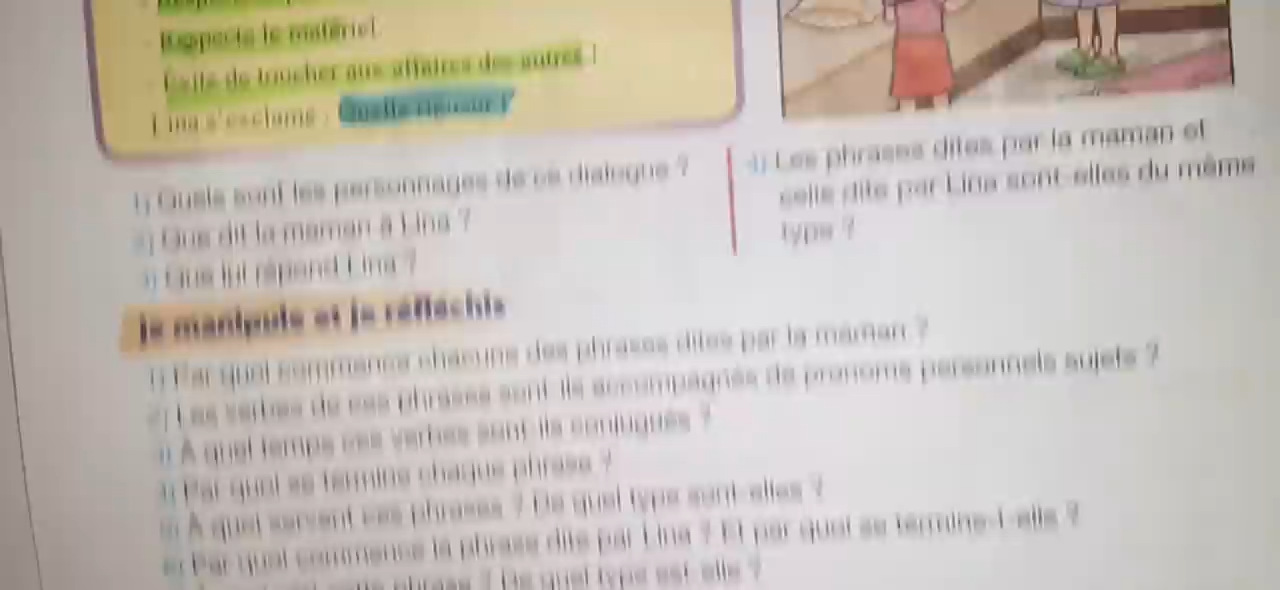 - Respecte le matériel.
- Évite de toucher aux affaires des autres !
Lina s'exclame : Quelle rigueur !
1) Quels sont les personnages de ce dialogue ?
2) Que dit la maman à Lina ?
3) Que lui répond Lina ?
4) Les phrases dites par la maman et
celle dite par Lina sont-elles du même
type ?
Je manipule et je réfléchis
1) Par quoi commence chacune des phrases dites par la maman ?
2) Les verbes de ces phrases sont-ils accompagnés de pronoms personnels sujets ?
3) À quel temps ces verbes sont-ils conjugués ?
4) Par quoi se termine chaque phrase ?
5) À quoi servent ces phrases ? De quel type sont-elles ?
6) Par quoi commence la phrase dite par Lina ? Et par quoi se termine-t-elle ?
cette phrase ? De quel type est-elle ?